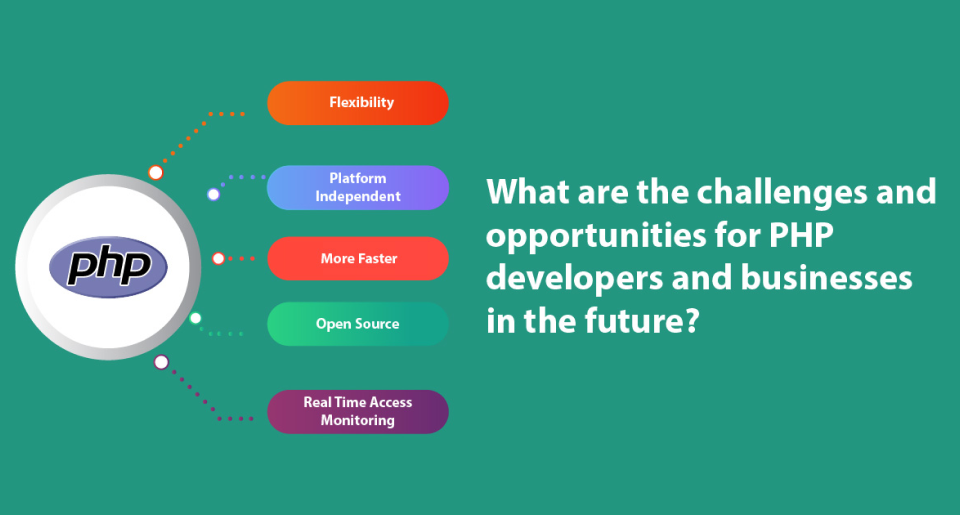 php
Flexibility
Platform
Independent
More Faster
Open Source
Real Time Access
Monitoring
What are the challenges and
opportunities for PHP
developers and businesses
in the future?